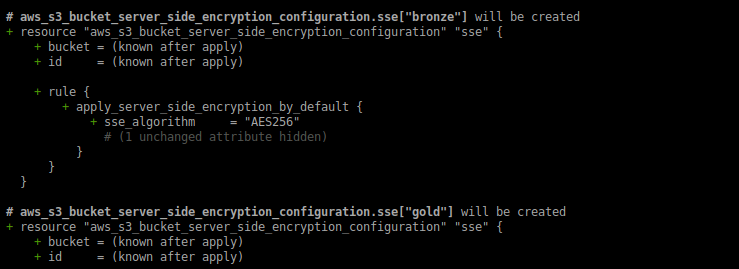 # aws_s3_bucket_server_side_encryption_configuration.sse["bronze"] will be created
+ resource "aws_s3_bucket_server_side_encryption_configuration" "sse" {
    + bucket = (known after apply)
    + id     = (known after apply)

    + rule {
        + apply_server_side_encryption_by_default {
            + sse_algorithm     = "AES256"
              # (1 unchanged attribute hidden)
          }
      }
  }

# aws_s3_bucket_server_side_encryption_configuration.sse["gold"] will be created
+ resource "aws_s3_bucket_server_side_encryption_configuration" "sse" {
    + bucket = (known after apply)
    + id     = (known after apply)